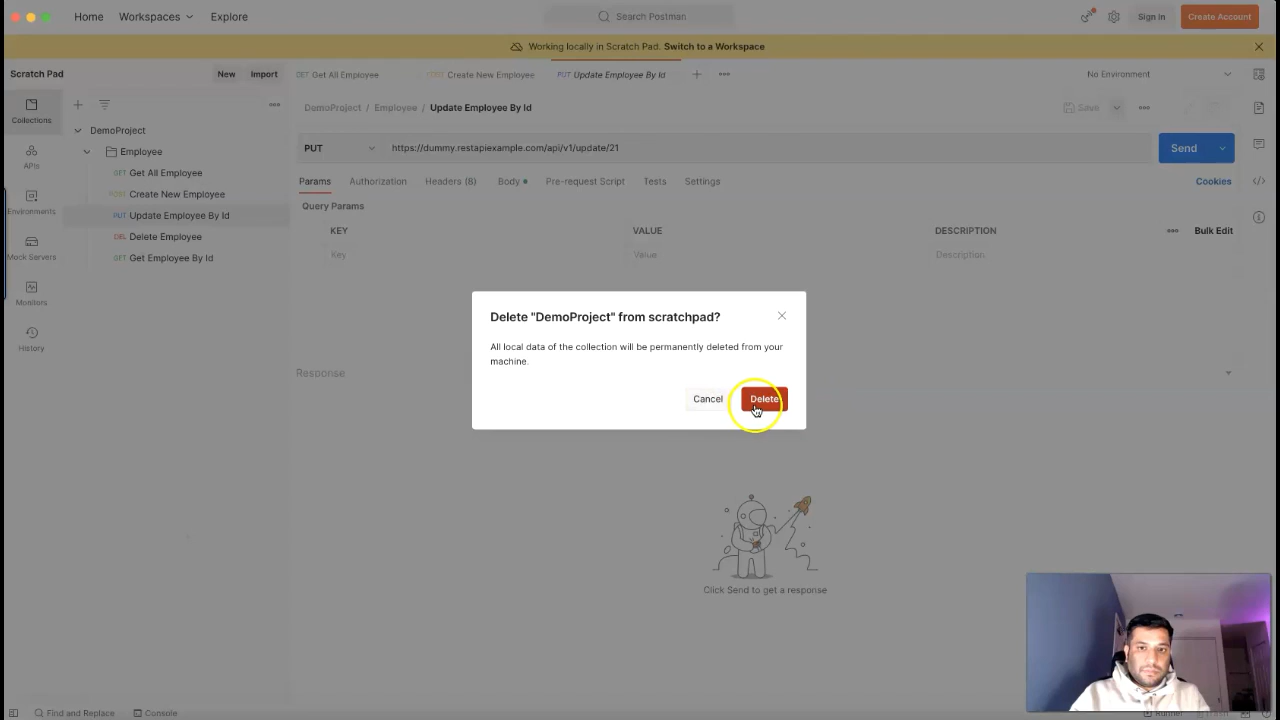 Home Workspaces Explore
Search Postman
Sign In
Create Account
Working locally in Scratch Pad. Switch to a Workspace
Scratch Pad
New Import
GET Get All Employee
POST Create New Employee
PUT Update Employee By Id
No Environment
DemoProject / Employee / Update Employee By Id
Save
Collections
APIs
Environments
Mock Servers
Monitors
History
DemoProject
Employee
GET Get All Employee
POST Create New Employee
PUT Update Employee By Id
DEL Delete Employee
GET Get Employee By Id
PUT
https://dummy.restapiexample.com/api/v1/update/21
Send
Params Authorization Headers (8) Body Pre-request Script Tests Settings
Cookies
Query Params
KEY VALUE DESCRIPTION
Bulk Edit
Key Value Description
Delete "DemoProject" from scratchpad?
All local data of the collection will be permanently deleted from your
machine.
Cancel Delete
Response
Click Send to get a response
Find and Replace Console
Runner